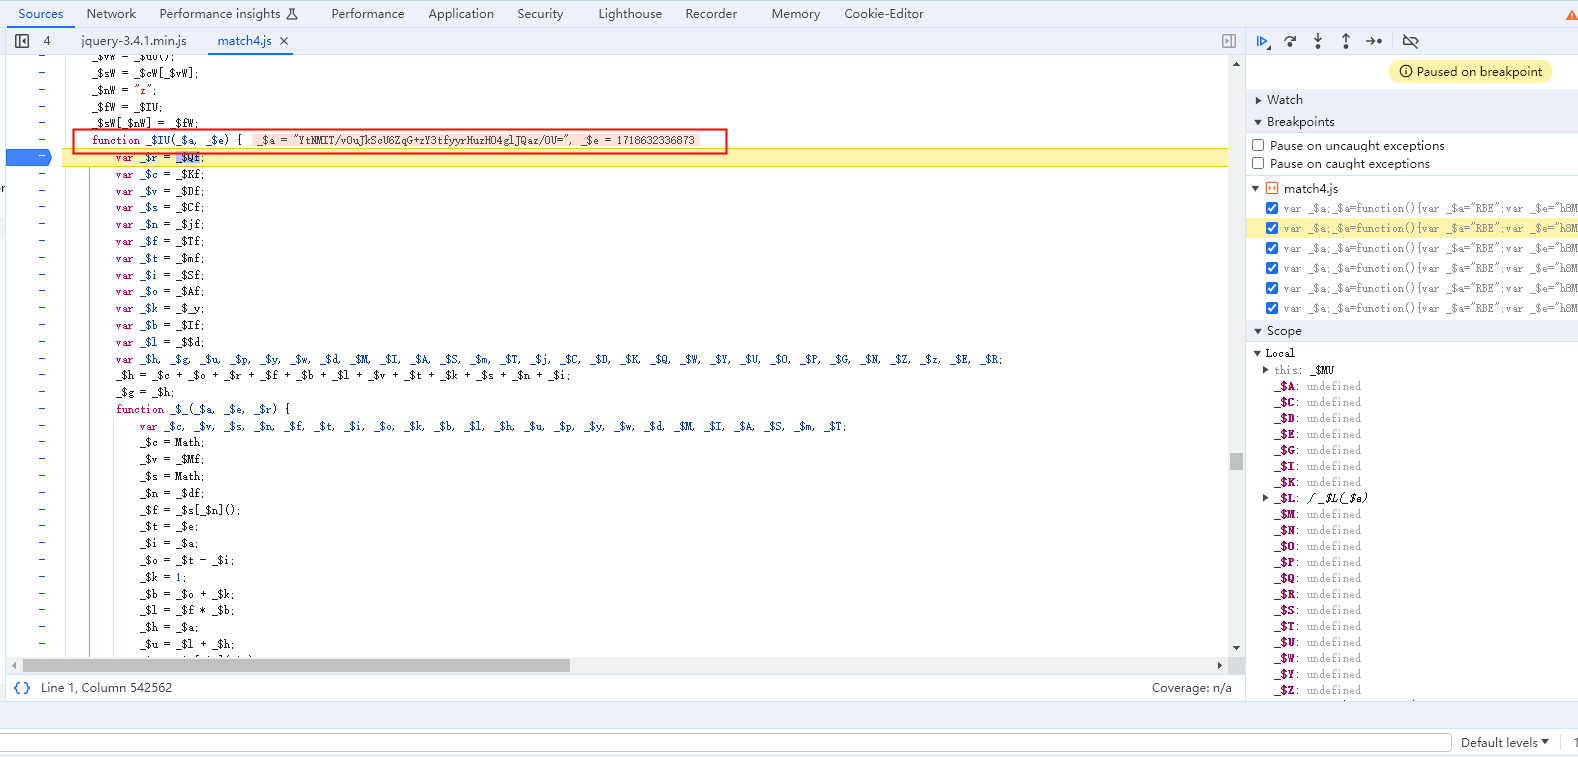 Sources Network Performance insights Performance Application Security Lighthouse Recorder Memory Cookie-Editor
4 jquery-3.4.1.min.js match4.js
Paused on breakpoint
_$sW = _$cW[_$vW];
_$nW = "z";
_$fW = _$IU;
_$sW[_$nW] = _$fW;
function _$IU(_$a, _$e) { _$a = "YtNMIT/vOuJkScU6ZqG+zY3tfyyrHuzHO4glJQaz/OU=", _$e = 1718632336873
var _$r = _$Qf;
var _$c = _$Kf;
var _$v = _$Df;
var _$s = _$Cf;
var _$n = _$jf;
var _$f = _$Tf;
var _$t = _$mf;
var _$i = _$Sf;
var _$o = _$Af;
var _$k = _$_y;
var _$b = _$If;
var _$l = _$$d;
var _$h, _$g, _$u, _$p, _$y, _$w, _$d, _$M, _$I, _$A, _$S, _$m, _$T, _$j, _$C, _$D, _$K, _$Q, _$W, _$Y, _$U, _$O, _$P, _$G, _$N, _$Z, _$z, _$E, _$R;
_$h = _$c + _$o + _$r + _$f + _$b + _$l + _$v + _$t + _$k + _$s + _$n + _$i;
_$g = _$h;
function _$_(_$a, _$e, _$r) {
var _$c, _$v, _$s, _$n, _$f, _$t, _$i, _$o, _$k, _$b, _$l, _$h, _$u, _$p, _$y, _$w, _$d, _$M, _$I, _$A, _$S, _$m, _$T;
_$c = Math;
_$v = _$Mf;
_$s = Math;
_$n = _$df;
_$f = _$s[_$n]();
_$t = _$e;
_$i = _$a;
_$o = _$t - _$i;
_$k = 1;
_$b = _$o + _$k;
_$l = _$f * _$b;
_$h = _$a;
_$u = _$l + _$h;
{} Line 1, Column 542562 Coverage: n/a
Watch
Breakpoints
Pause on uncaught exceptions
Pause on caught exceptions
match4.js
var _$a;_$a=function(){var _$a="RBE";var _$e="h8M
var _$a;_$a=function(){var _$a="RBE";var _$e="h8M
var _$a;_$a=function(){var _$a="RBE";var _$e="h8M
var _$a;_$a=function(){var _$a="RBE";var _$e="h8M
var _$a;_$a=function(){var _$a="RBE";var _$e="h8M
var _$a;_$a=function(){var _$a="RBE";var _$e="h8M
Scope
Local
this: _$MU
_$A: undefined
_$C: undefined
_$D: undefined
_$E: undefined
_$G: undefined
_$I: undefined
_$K: undefined
_$L: ƒ _$L(_$a)
_$M: undefined
_$N: undefined
_$O: undefined
_$P: undefined
_$Q: undefined
_$R: undefined
_$S: undefined
_$T: undefined
_$U: undefined
_$W: undefined
_$Y: undefined
_$Z: undefined
Default levels